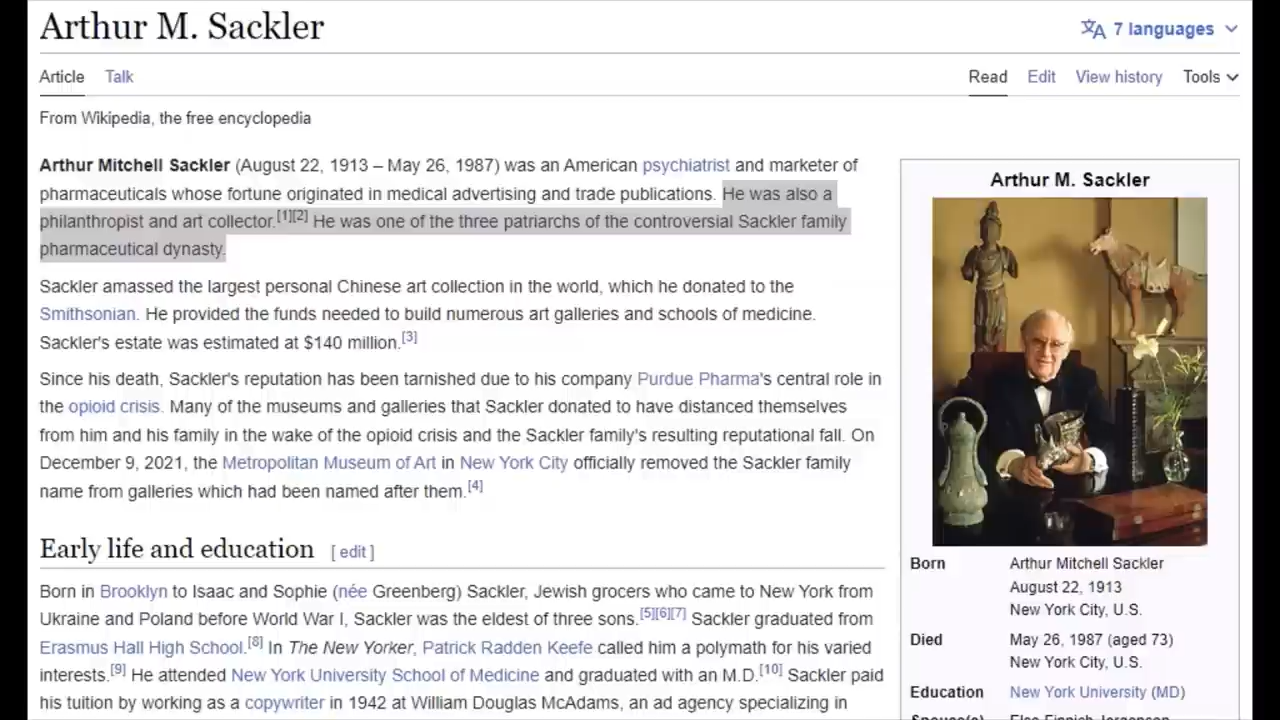 Arthur M. Sackler
7 languages
Article Talk
Read Edit View history Tools
From Wikipedia, the free encyclopedia
Arthur Mitchell Sackler (August 22, 1913 – May 26, 1987) was an American psychiatrist and marketer of
pharmaceuticals whose fortune originated in medical advertising and trade publications. He was also a
philanthropist and art collector.[1][2] He was one of the three patriarchs of the controversial Sackler family
pharmaceutical dynasty.
Sackler amassed the largest personal Chinese art collection in the world, which he donated to the
Smithsonian. He provided the funds needed to build numerous art galleries and schools of medicine.
Sackler's estate was estimated at $140 million.[3]
Since his death, Sackler's reputation has been tarnished due to his company Purdue Pharma's central role in
the opioid crisis. Many of the museums and galleries that Sackler donated to have distanced themselves
from him and his family in the wake of the opioid crisis and the Sackler family's resulting reputational fall. On
December 9, 2021, the Metropolitan Museum of Art in New York City officially removed the Sackler family
name from galleries which had been named after them.[4]
Early life and education [ edit ]
Born in Brooklyn to Isaac and Sophie (née Greenberg) Sackler, Jewish grocers who came to New York from
Ukraine and Poland before World War I, Sackler was the eldest of three sons.[5][6][7] Sackler graduated from
Erasmus Hall High School.[8] In The New Yorker, Patrick Radden Keefe called him a polymath for his varied
interests.[9] He attended New York University School of Medicine and graduated with an M.D.[10] Sackler paid
his tuition by working as a copywriter in 1942 at William Douglas McAdams, an ad agency specializing in
Arthur M. Sackler
Born Arthur Mitchell Sackler
August 22, 1913
New York City, U.S.
Died May 26, 1987 (aged 73)
New York City, U.S.
Education New York University (MD)